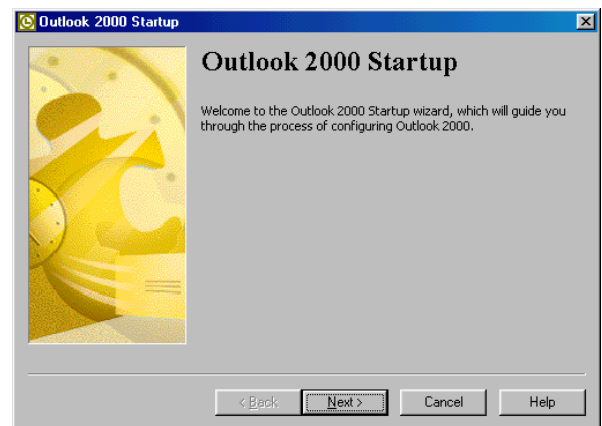 Outlook 2000 Startup
Outlook 2000 Startup
Welcome to the Outlook 2000 Startup wizard, which will guide you
through the process of configuring Outlook 2000.
< Back Next > Cancel Help